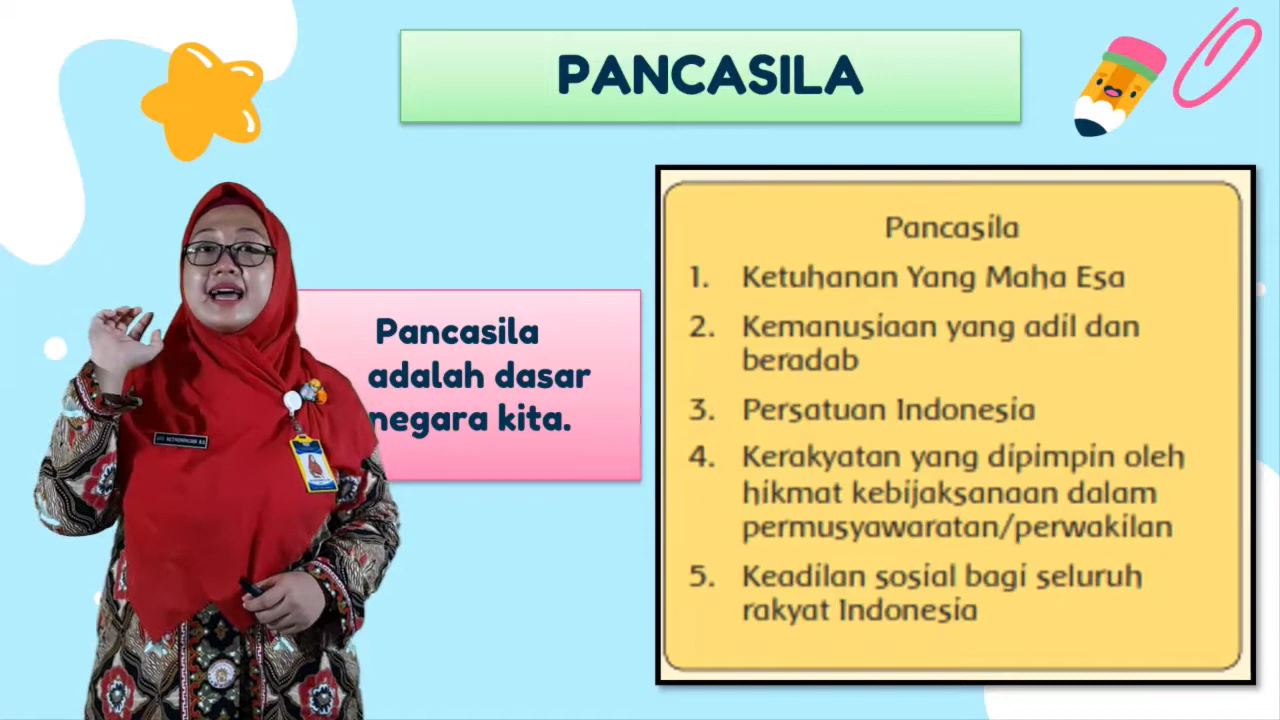 PANCASILA
Pancasila
adalah dasar
negara kita.
Pancasila
1. Ketuhanan Yang Maha Esa
2. Kemanusiaan yang adil dan
beradab
3. Persatuan Indonesia
4. Kerakyatan yang dipimpin oleh
hikmat kebijaksanaan dalam
permusyawaratan/perwakilan
5. Keadilan sosial bagi seluruh
rakyat Indonesia